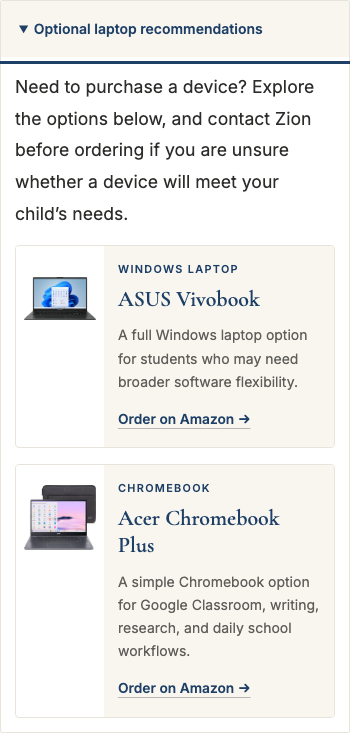 ▼ Optional laptop recommendations
Need to purchase a device? Explore
the options below, and contact Zion
before ordering if you are unsure
whether a device will meet your
child’s needs.
WINDOWS LAPTOP
ASUS Vivobook
A full Windows laptop option
for students who may need
broader software flexibility.
Order on Amazon →
CHROMEBOOK
Acer Chromebook
Plus
A simple Chromebook option
for Google Classroom, writing,
research, and daily school
workflows.
Order on Amazon →